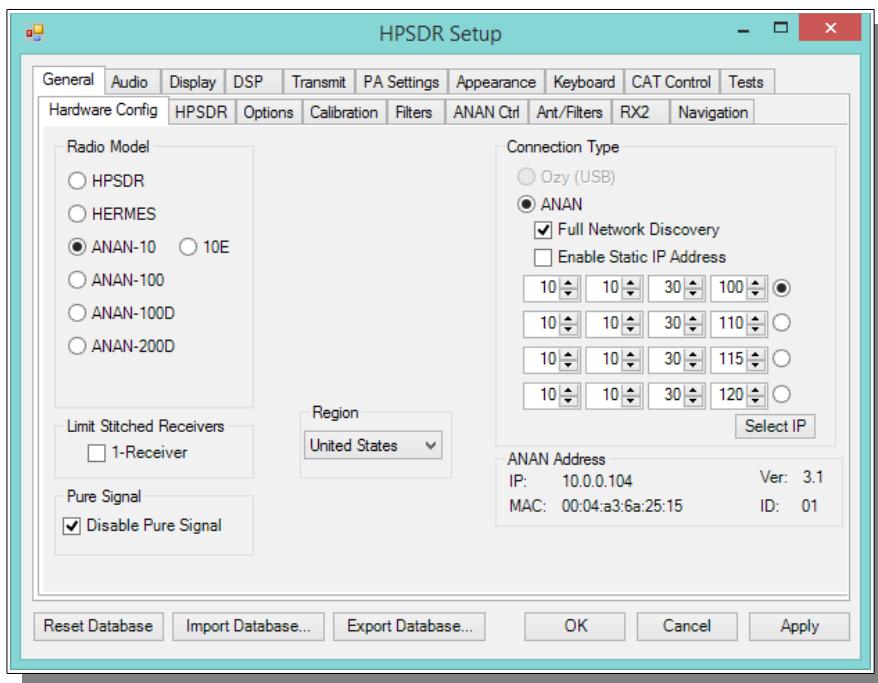 HPSDR Setup
General Audio Display DSP Transmit PA Settings Appearance Keyboard CAT Control Tests
Hardware Config HPSDR Options Calibration Filters ANAN Ctrl Ant/Filters RX2 Navigation
Radio Model
HPSDR
HERMES
ANAN-10 10E
ANAN-100
ANAN-100D
ANAN-200D
Limit Stitched Receivers
1-Receiver
Pure Signal
Disable Pure Signal
Region
United States
Connection Type
Ozy (USB)
ANAN
Full Network Discovery
Enable Static IP Address
10 10 30 100
10 10 30 110
10 10 30 115
10 10 30 120
Select IP
ANAN Address
IP: 10.0.0.104 Ver: 3.1
MAC: 00:04:a3:6a:25:15 ID: 01
Reset Database Import Database... Export Database... OK Cancel Apply